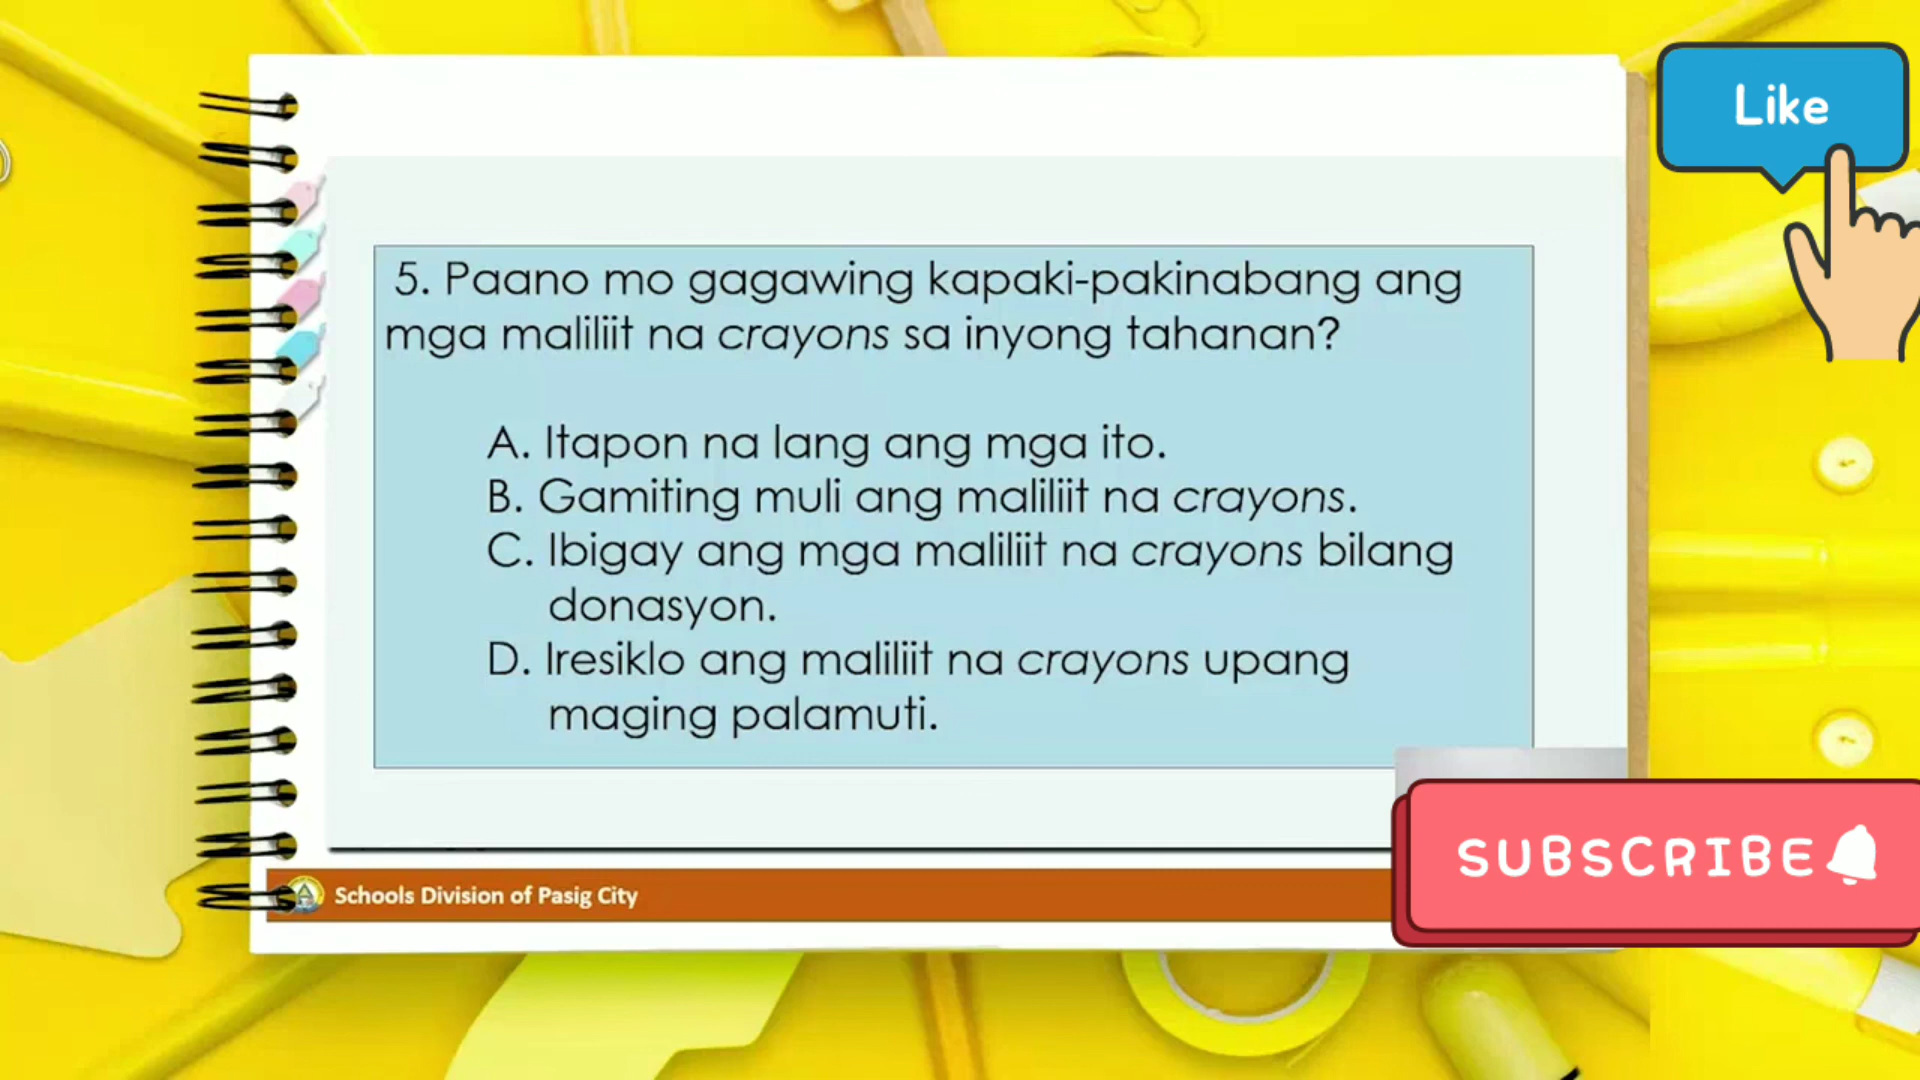 Like
5. Paano mo gagawing kapaki-pakinabang ang
mga maliliit na crayons sa inyong tahanan?
A. Itapon na lang ang mga ito.
B. Gamiting muli ang maliliit na crayons.
C. Ibigay ang mga maliliit na crayons bilang
donasyon.
D. Iresiklo ang maliliit na crayons upang
maging palamuti.
SUBSCRIBE
Schools Division of Pasig City